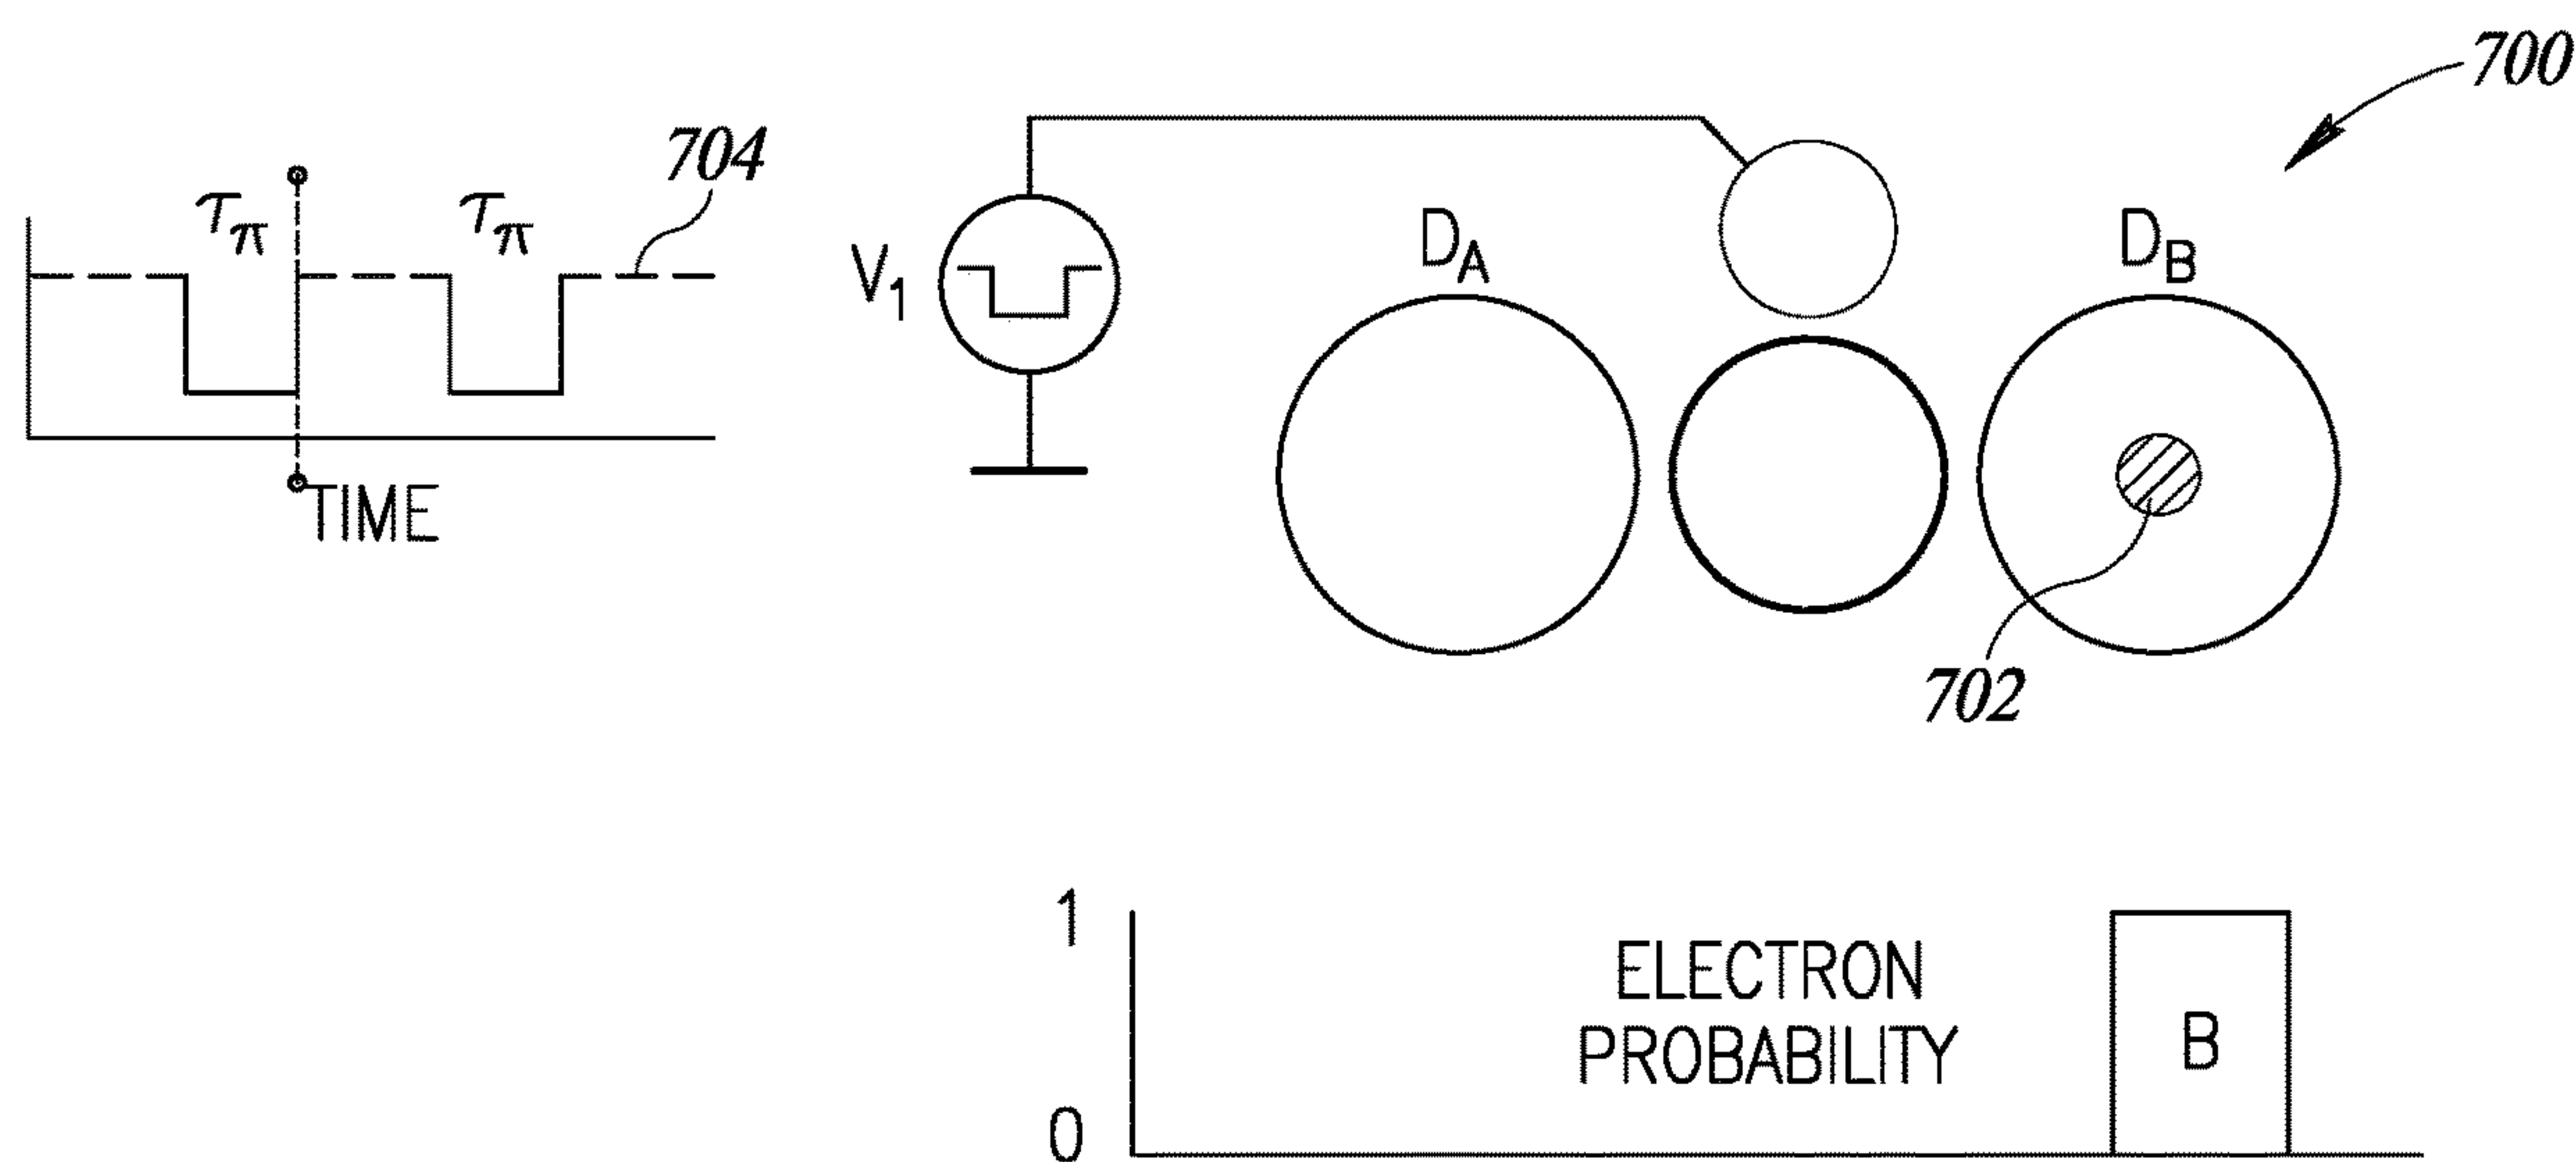 700
704
τπ τπ
TIME
V1
DA
DB
702
1
ELECTRON
PROBABILITY
B
0